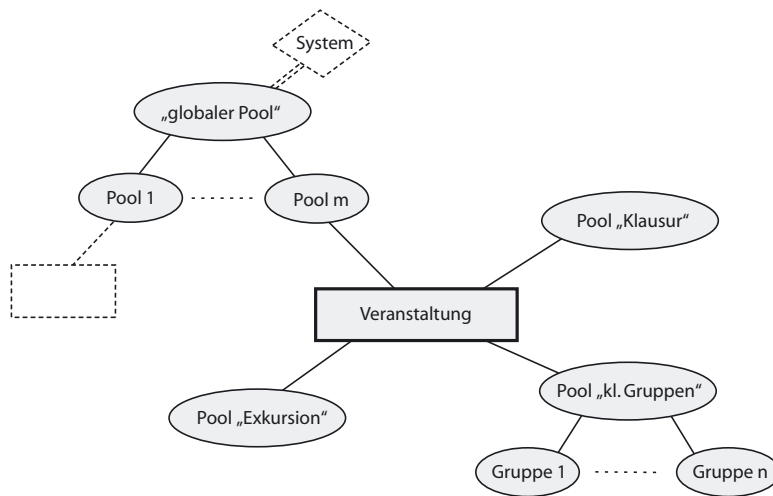 System
„globaler Pool“
Pool 1
Pool m
Pool „Klausur“
Veranstaltung
Pool „Exkursion“
Pool „kl. Gruppen“
Gruppe 1
Gruppe n